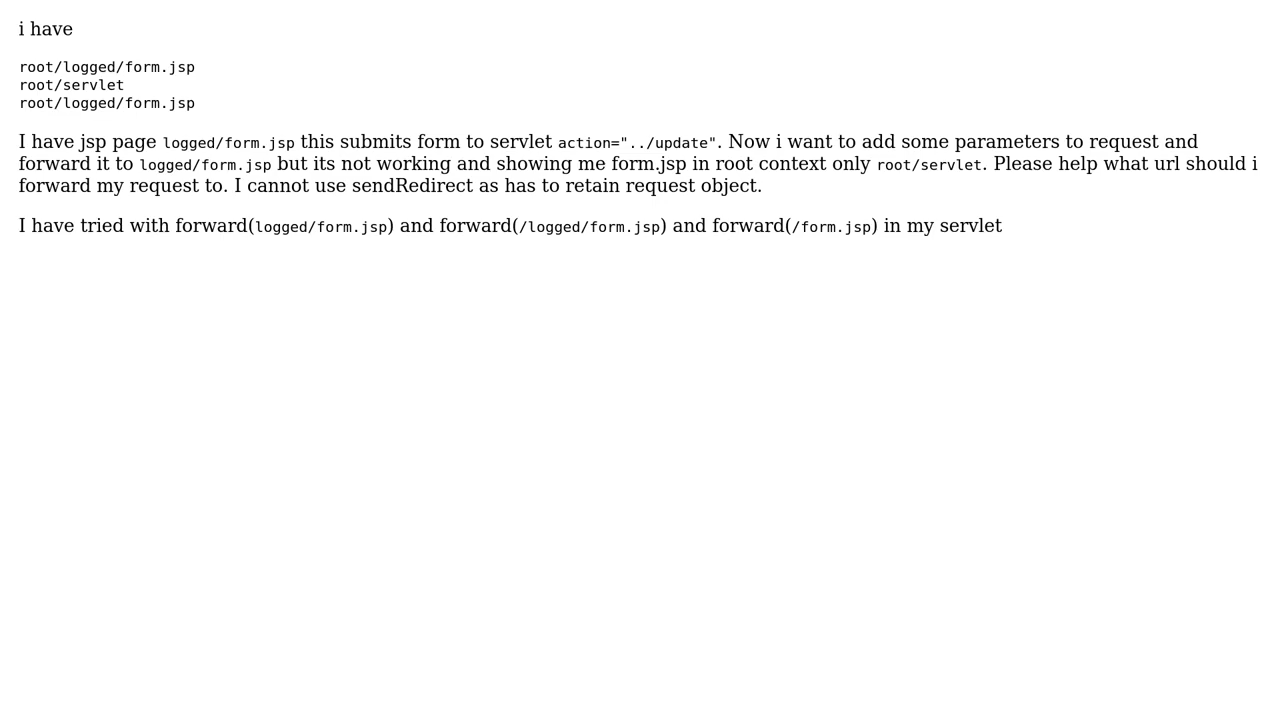 i have
root/logged/form.jsp
root/servlet
root/logged/form.jsp
I have jsp page logged/form.jsp this submits form to servlet action="../update". Now i want to add some parameters to request and
forward it to logged/form.jsp but its not working and showing me form.jsp in root context only root/servlet. Please help what url should i
forward my request to. I cannot use sendRedirect as has to retain request object.
I have tried with forward(logged/form.jsp) and forward(/logged/form.jsp) and forward(/form.jsp) in my servlet